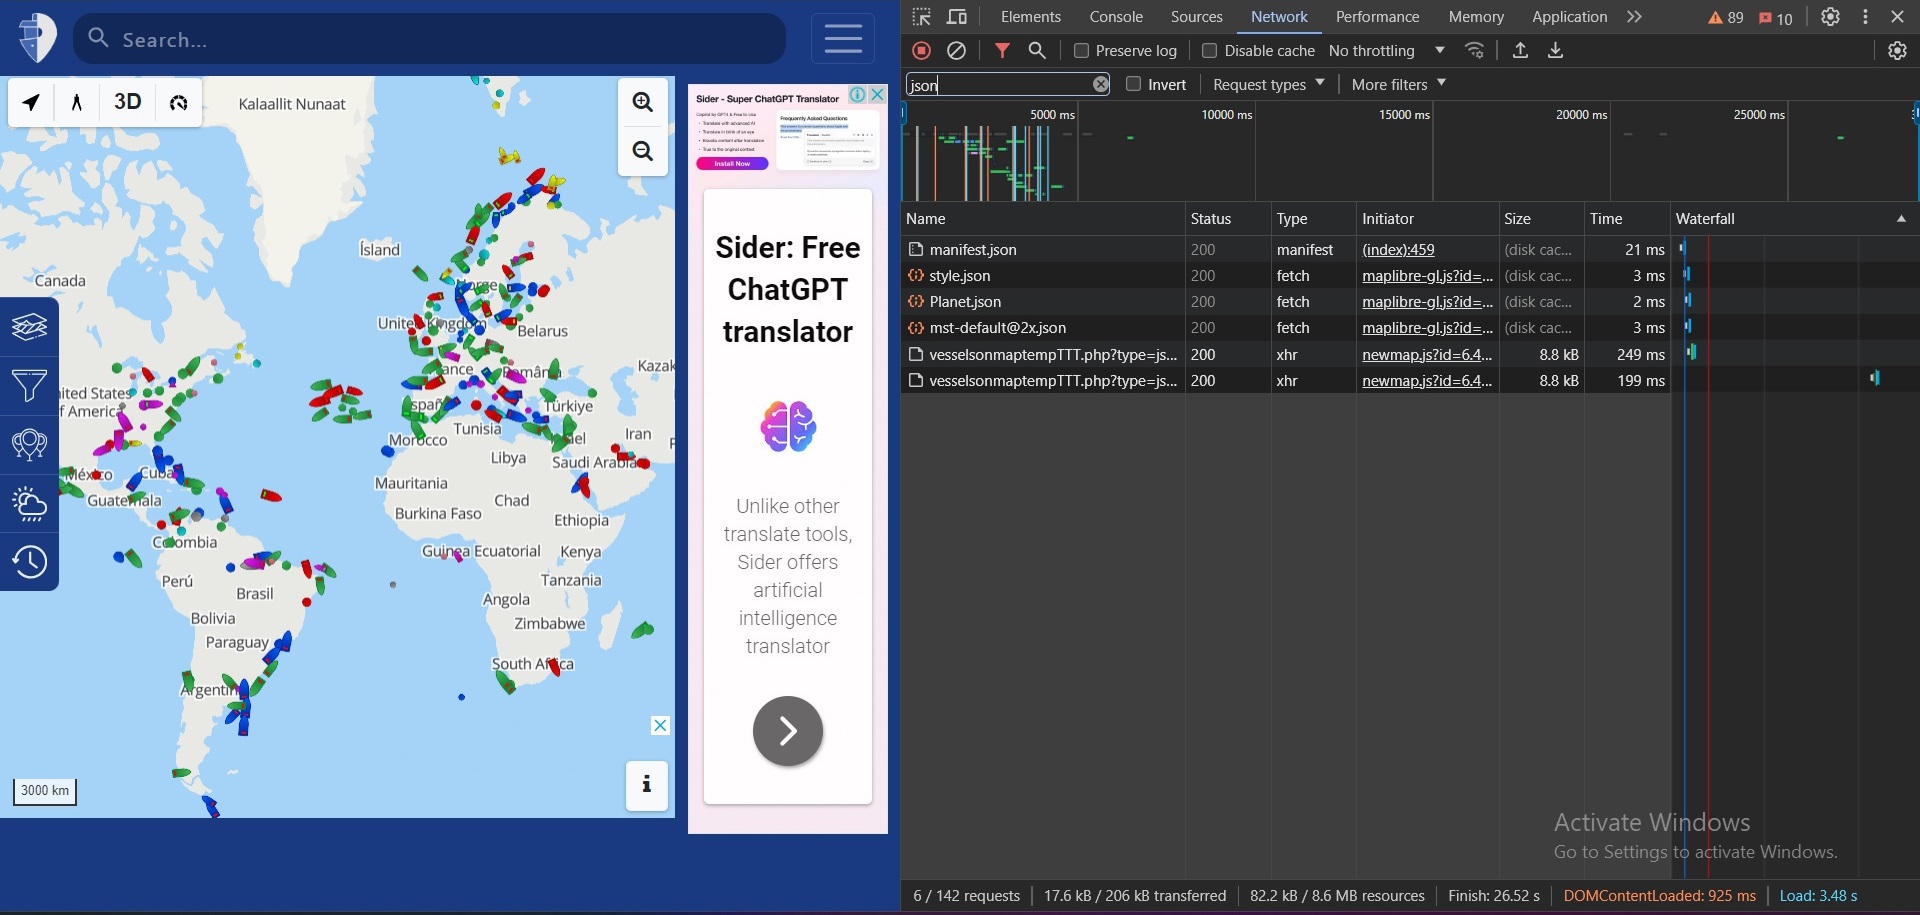 Search...
3D
Kalaallit Nunaat
Ísland
Canada
Norge
United Kingdom
Belarus
Kazak
România
United States
of America
España
Türkiye
Tunisia
Morocco
Iran
Libya
Saudi Arabia
México
Cuba
Mauritania
Chad
Guatemala
Burkina Faso
Ethiopia
Colombia
Guinea Ecuatorial
Kenya
Perú
Tanzania
Brasil
Angola
Bolivia
Zimbabwe
Paraguay
South Africa
Argentin
3000 km
i
Sider - Super ChatGPT Translator
Install Now
Frequently Asked Questions
Sider: Free
ChatGPT
translator
Unlike other
translate tools,
Sider offers
artificial
intelligence
translator
Elements Console Sources Network Performance Memory Application 89 10
Preserve log Disable cache No throttling
json Invert Request types More filters
5000 ms 10000 ms 15000 ms 20000 ms 25000 ms
Name Status Type Initiator Size Time Waterfall
manifest.json 200 manifest (index):459 (disk cac... 21 ms
style.json 200 fetch maplibre-gl.js?id=... (disk cac... 3 ms
Planet.json 200 fetch maplibre-gl.js?id=... (disk cac... 2 ms
mst-default@2x.json 200 fetch maplibre-gl.js?id=... (disk cac... 3 ms
vesselsonmaptempTTT.php?type=js... 200 xhr newmap.js?id=6.4... 8.8 kB 249 ms
vesselsonmaptempTTT.php?type=js... 200 xhr newmap.js?id=6.4... 8.8 kB 199 ms
Activate Windows
Go to Settings to activate Windows.
6 / 142 requests 17.6 kB / 206 kB transferred 82.2 kB / 8.6 MB resources Finish: 26.52 s DOMContentLoaded: 925 ms Load: 3.48 s